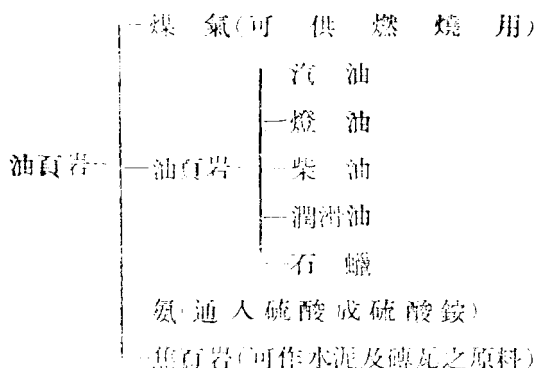 煤氣(可供燃燒用)
汽油
燈油
油頁岩 油頁岩 柴油
潤滑油
石蠟
氨 通入硫酸成硫酸銨)
焦頁岩(可作水泥及磚瓦之原料)